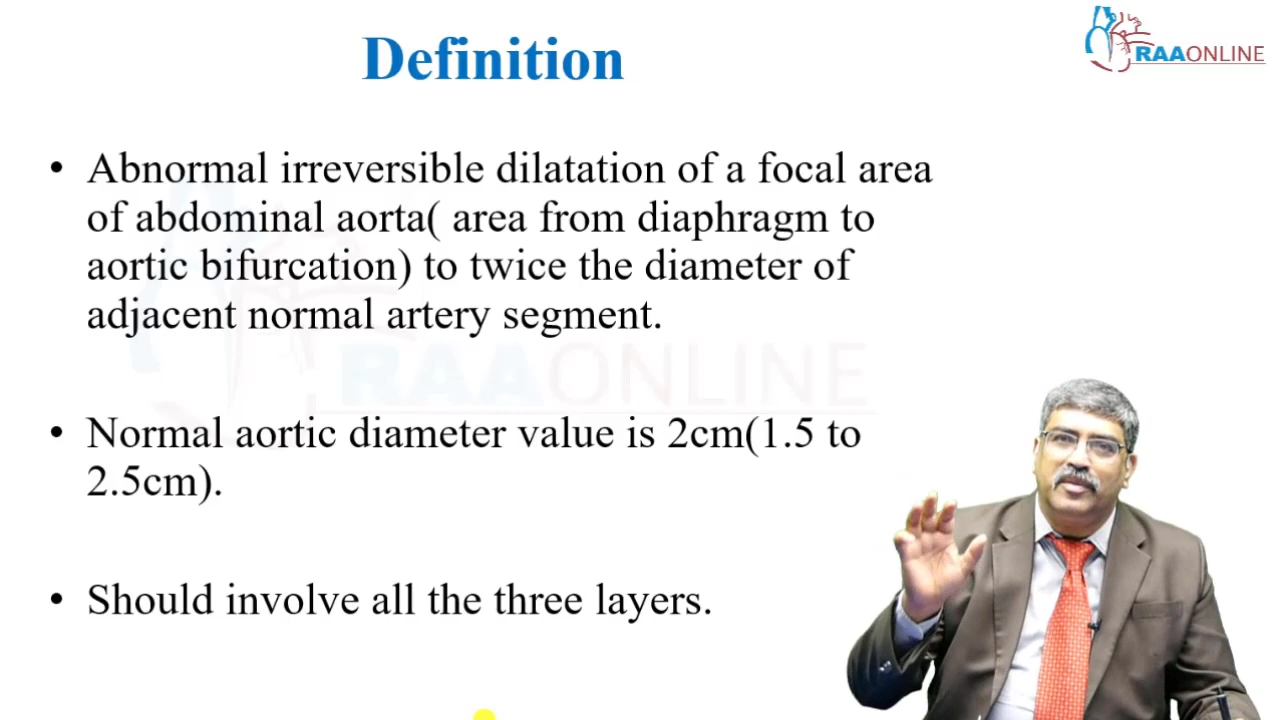 Definition
RAAONLINE
• Abnormal irreversible dilatation of a focal area
of abdominal aorta( area from diaphragm to
aortic bifurcation) to twice the diameter of
adjacent normal artery segment.
RAAONLINE
• Normal aortic diameter value is 2cm(1.5 to
2.5cm).
• Should involve all the three layers.